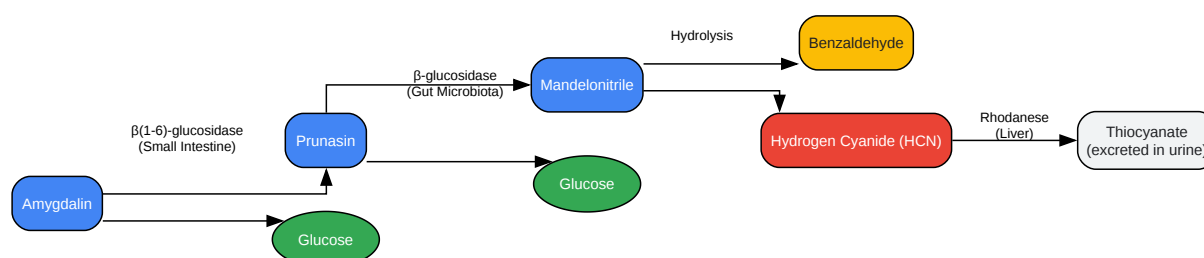 Amygdalin
β(1-6)-glucosidase
(Small Intestine)
Prunasin
Glucose
β-glucosidase
(Gut Microbiota)
Mandelonitrile
Glucose
Hydrolysis
Benzaldehyde
Hydrogen Cyanide (HCN)
Rhodanese
(Liver)
Thiocyanate
(excreted in urine)